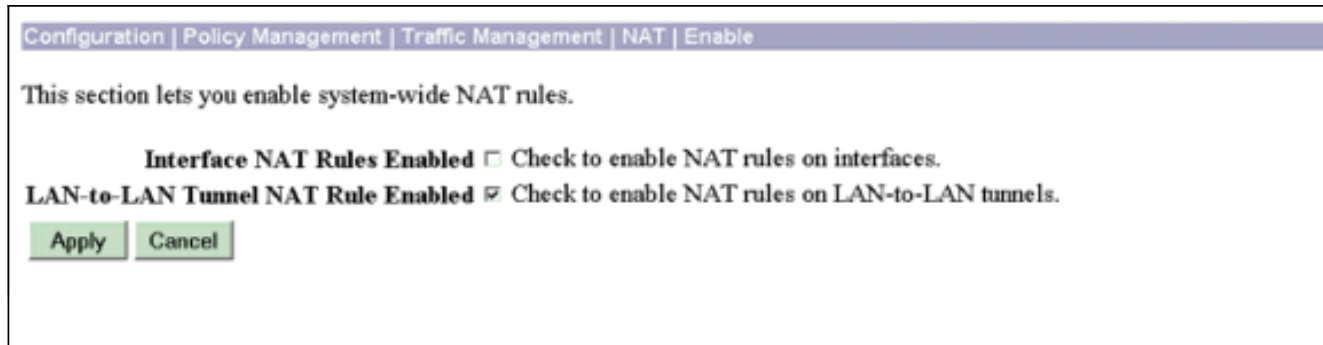 Configuration | Policy Management | Traffic Management | NAT | Enable
This section lets you enable system-wide NAT rules.
Interface NAT Rules Enabled Check to enable NAT rules on interfaces.
LAN-to-LAN Tunnel NAT Rule Enabled Check to enable NAT rules on LAN-to-LAN tunnels.
Apply Cancel